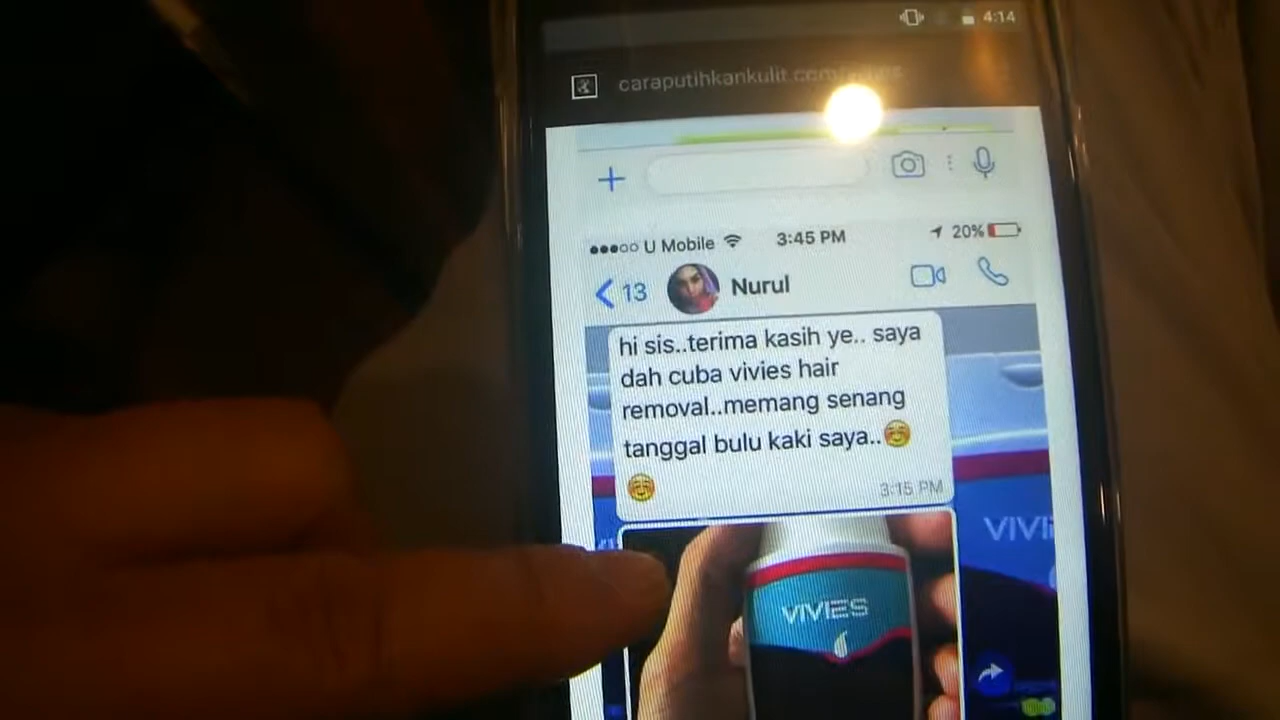 4:14
caraputihkankulit.com
U Mobile 3:45 PM 20%
13 Nurul
hi sis..terima kasih ye.. saya
dah cuba vivies hair
removal..memang senang
tanggal bulu kaki saya..
3:15 PM
VIVIES